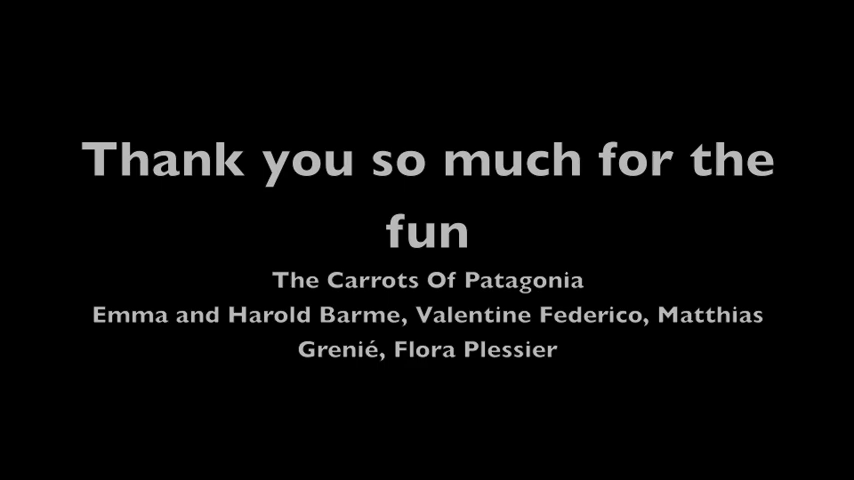 Thank you so much for the
fun
The Carrots Of Patagonia
Emma and Harold Barme, Valentine Federico, Matthias
Grenié, Flora Plessier